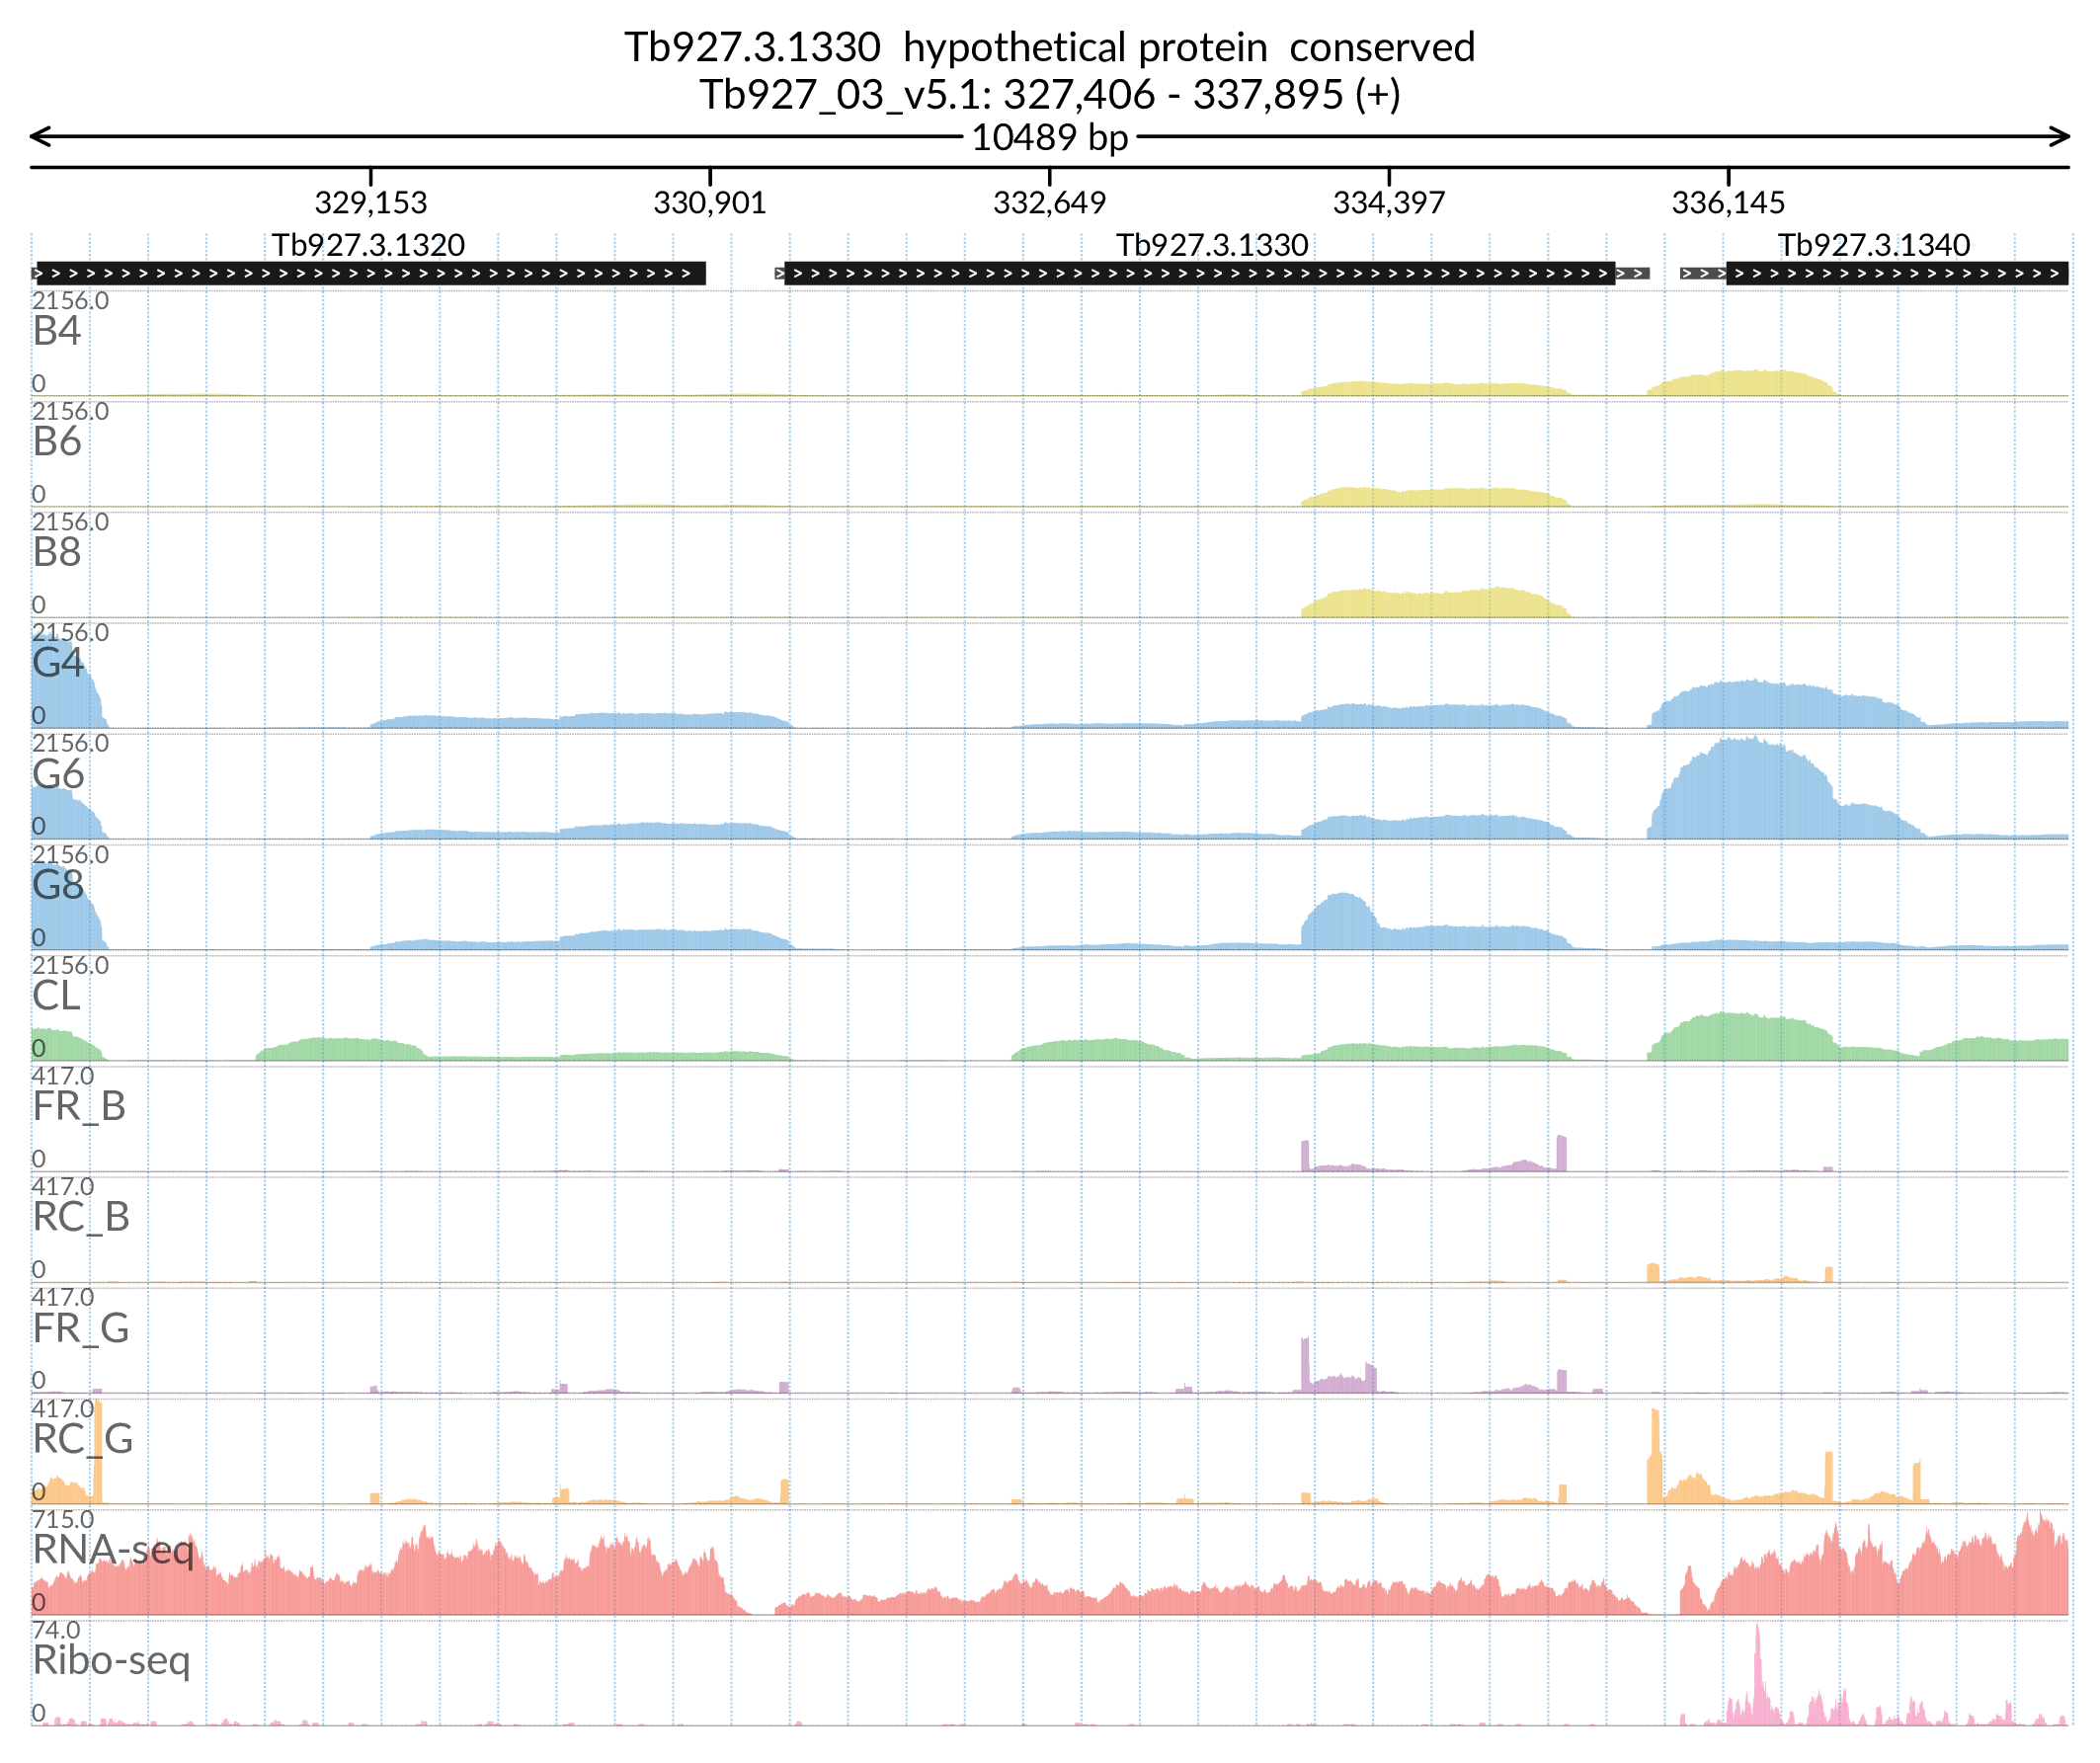 Tb927.3.1330  hypothetical protein  conserved
Tb927_03_v5.1: 327,406 - 337,895 (+)
10489 bp
329,153 330,901 332,649 334,397 336,145
Tb927.3.1320 Tb927.3.1330 Tb927.3.1340
2156.0
B4
0
2156.0
B6
0
2156.0
B8
0
2156.0
G4
0
2156.0
G6
0
2156.0
G8
0
2156.0
CL
0
417.0
FR_B
0
417.0
RC_B
0
417.0
FR_G
0
417.0
RC_G
0
715.0
RNA-seq
0
74.0
Ribo-seq
0